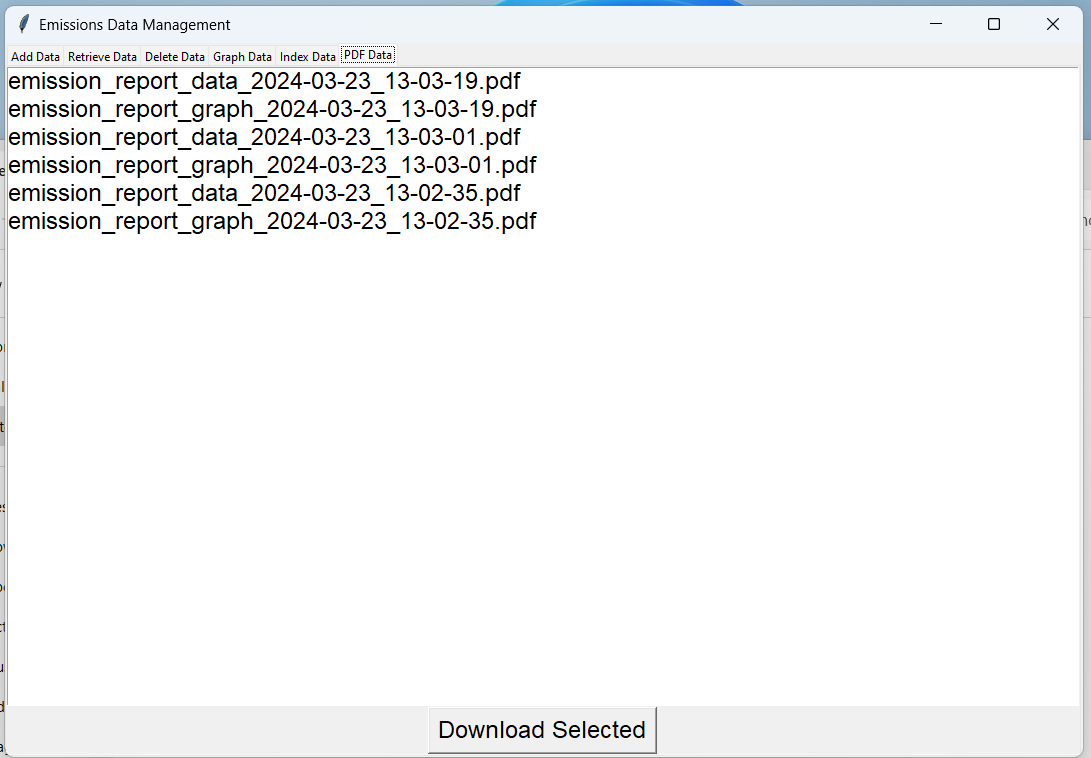 Emissions Data Management
Add Data Retrieve Data Delete Data Graph Data Index Data PDF Data
emission_report_data_2024-03-23_13-03-19.pdf
emission_report_graph_2024-03-23_13-03-19.pdf
emission_report_data_2024-03-23_13-03-01.pdf
emission_report_graph_2024-03-23_13-03-01.pdf
emission_report_data_2024-03-23_13-02-35.pdf
emission_report_graph_2024-03-23_13-02-35.pdf
Download Selected